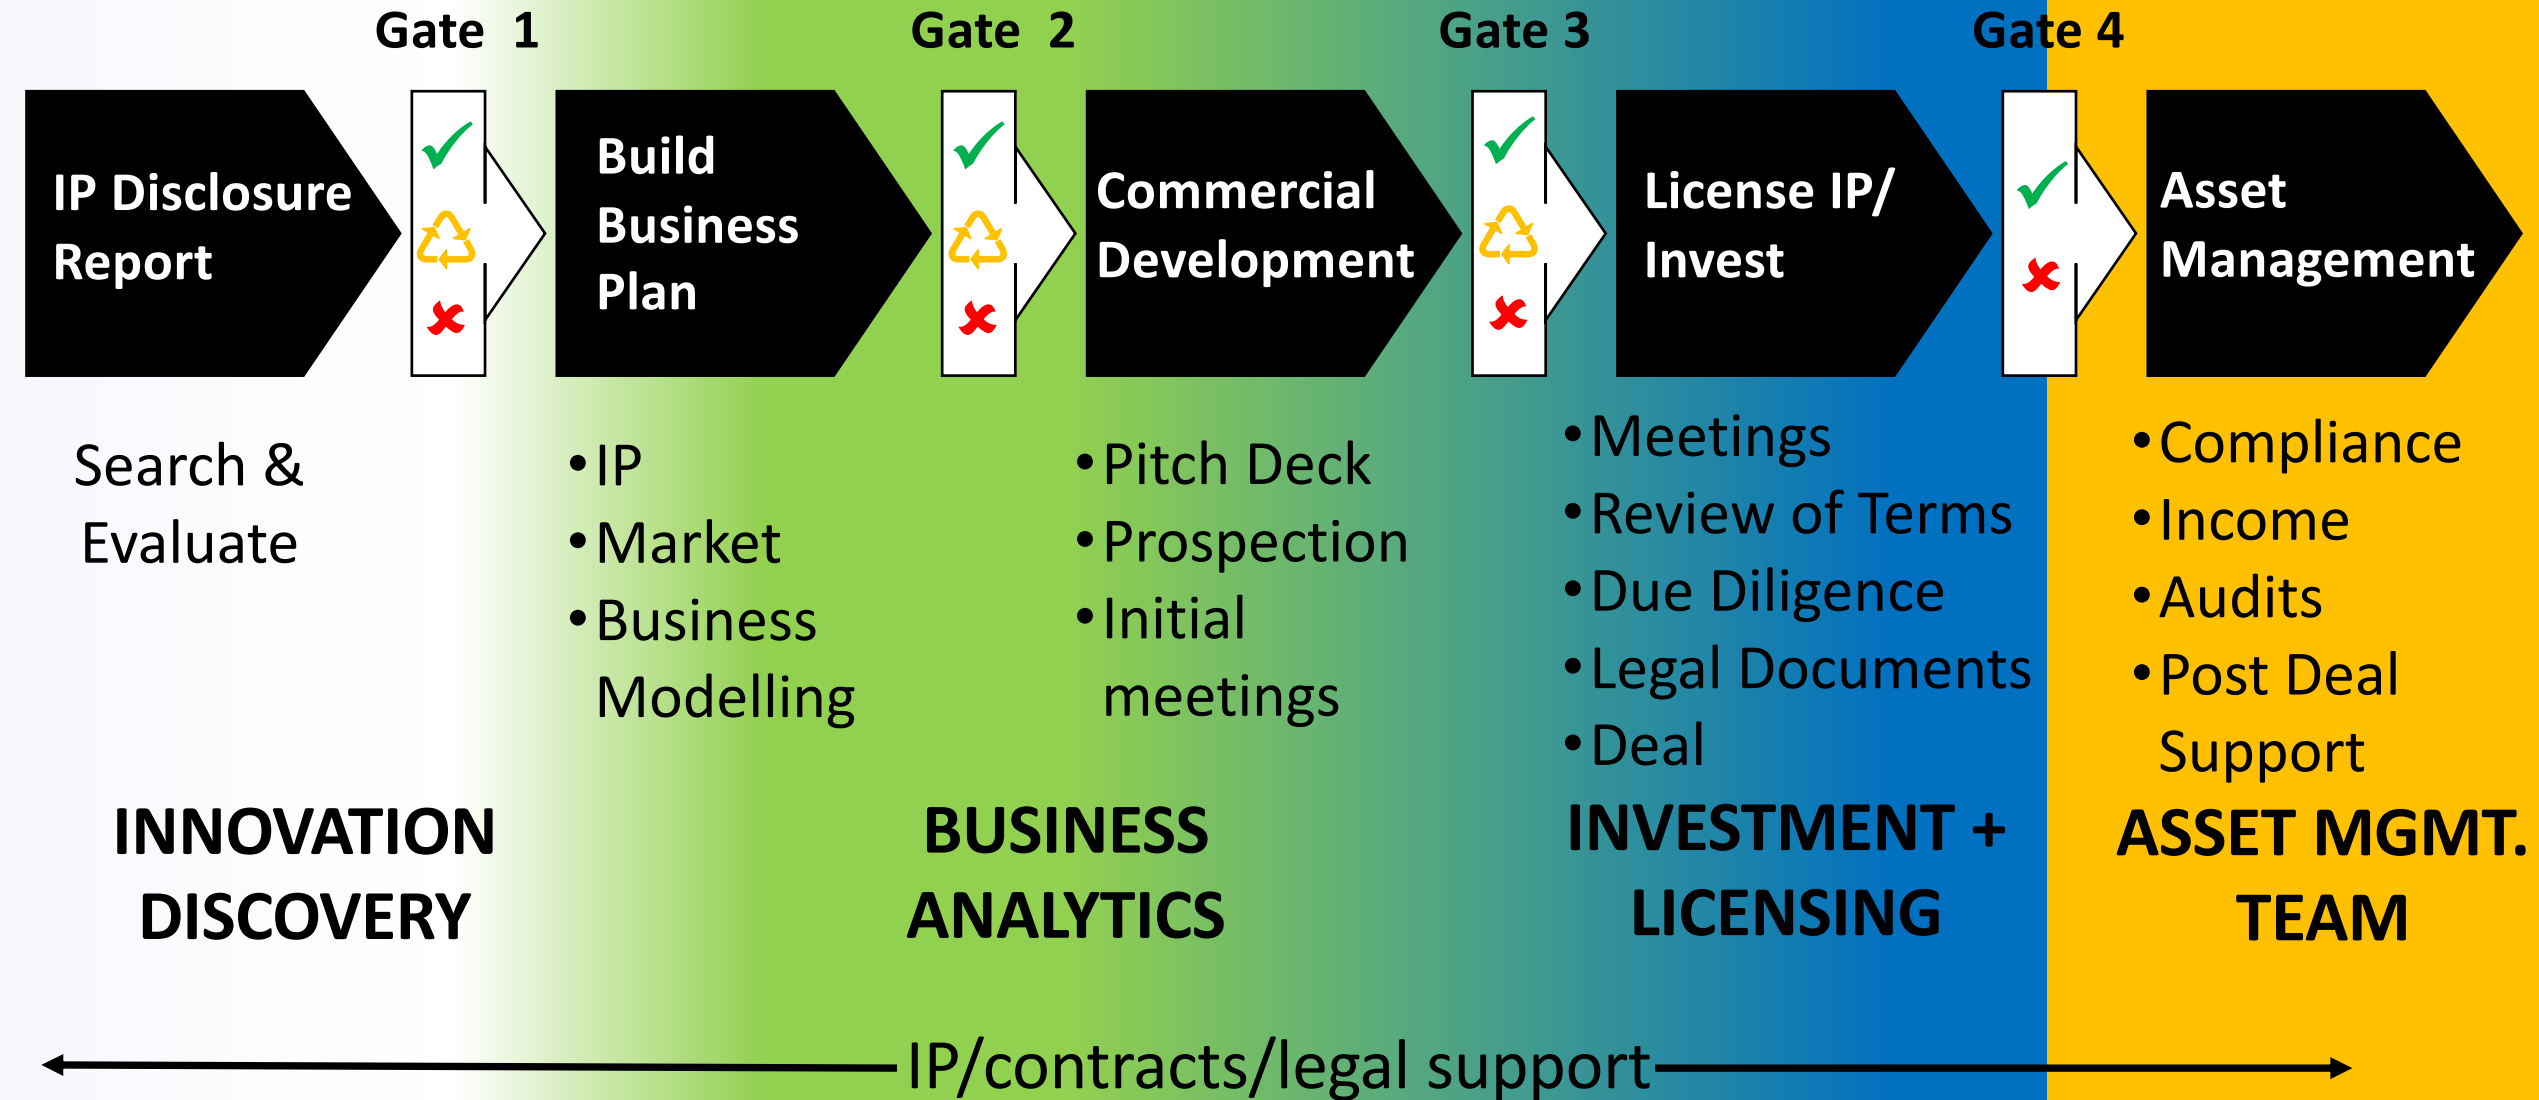 Gate 1
Gate 2
Gate 3
Gate 4
IP Disclosure
Report
Build
Business
Plan
Commercial
Development
License IP/
Invest
Asset
Management
Search &
Evaluate
•IP
•Market
•Business
Modelling
•Pitch Deck
•Prospection
•Initial
meetings
•Meetings
•Review of Terms
•Due Diligence
•Legal Documents
•Deal
•Compliance
•Income
•Audits
•Post Deal
Support
INNOVATION
DISCOVERY
BUSINESS
ANALYTICS
INVESTMENT +
LICENSING
ASSET MGMT.
TEAM
IP/contracts/legal support